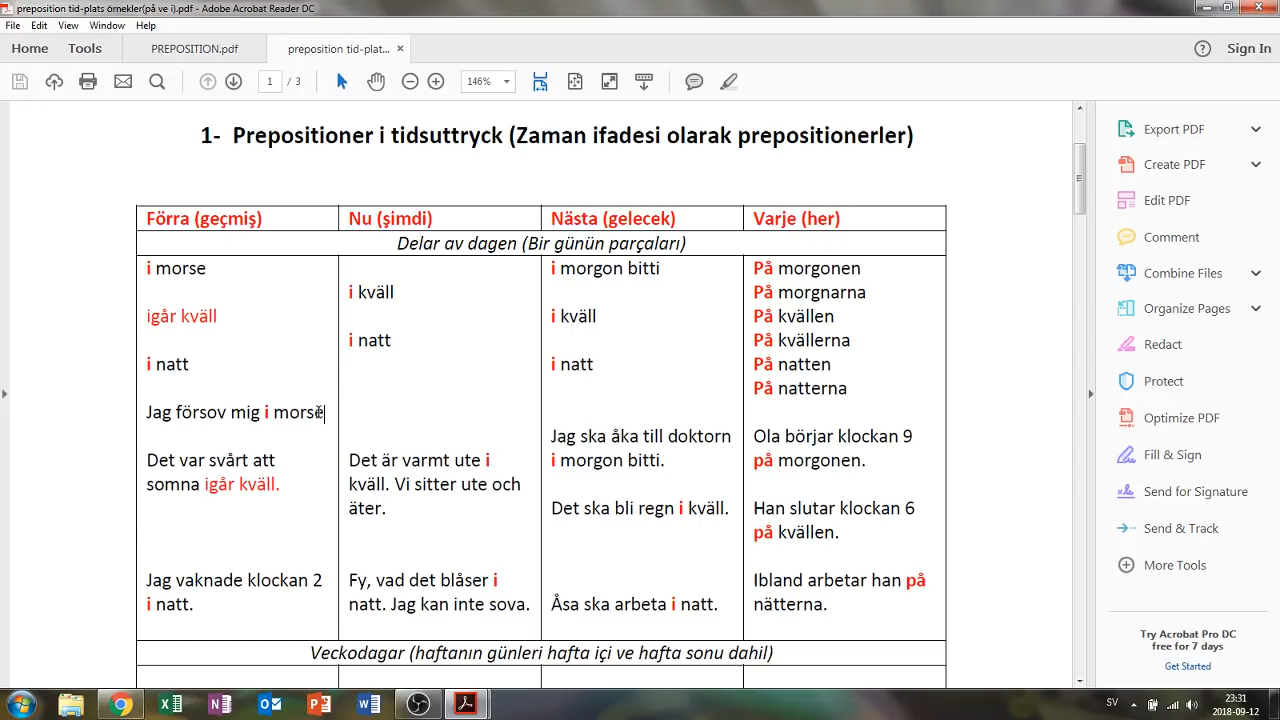 preposition tid-plats örnekler(på ve i).pdf - Adobe Acrobat Reader DC
File Edit View Window Help
Home Tools PREPOSITION.pdf preposition tid-plat... × Sign In
1 / 3 146%
1- Prepositioner i tidsuttryck (Zaman ifadesi olarak prepositionerler)
Förra (geçmiş) Nu (şimdi) Nästa (gelecek) Varje (her)
Delar av dagen (Bir günün parçaları)
i morse
igår kväll
i natt
Jag försov mig i morse
Det var svårt att
somna igår kväll.
Jag vaknade klockan 2
i natt.
i kväll
i natt
Det är varmt ute i
kväll. Vi sitter ute och
äter.
Fy, vad det blåser i
natt. Jag kan inte sova.
i morgon bitti
i kväll
i natt
Jag ska åka till doktorn
i morgon bitti.
Det ska bli regn i kväll.
Åsa ska arbeta i natt.
På morgonen
På morgnarna
På kvällen
På kvällerna
På natten
På natterna
Ola börjar klockan 9
på morgonen.
Han slutar klockan 6
på kvällen.
Ibland arbetar han på
nätterna.
Veckodagar (haftanın günleri hafta içi ve hafta sonu dahil)
Export PDF
Create PDF
Edit PDF
Comment
Combine Files
Organize Pages
Redact
Protect
Optimize PDF
Fill & Sign
Send for Signature
Send & Track
More Tools
Try Acrobat Pro DC
free for 7 days
Get Started
SV 23:31
2018-09-12